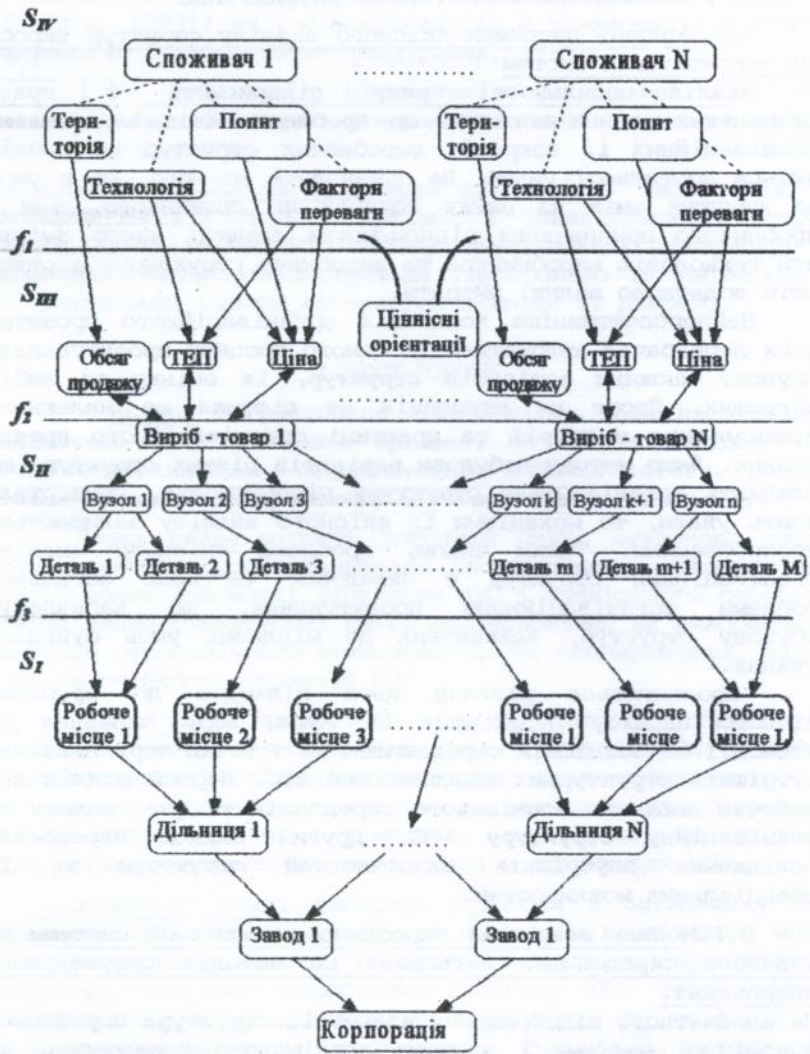 S_IV
Споживач 1
Споживач N
Тери-
торія
Попит
Тери-
торія
Попит
Технологія
Фактори
переваги
Технологія
Фактори
переваги
f_1
S_III
Ціннісні
орієнтації
Обсяг
продажу
ТЕП
Ціна
Обсяг
продажу
ТЕП
Ціна
f_2
Виріб - товар 1
Виріб - товар N
S_II
Вузол 1
Вузол 2
Вузол 3
Вузол k
Вузол k+1
Вузол n
Деталь 1
Деталь 2
Деталь 3
Деталь m
Деталь m+1
Деталь M
f_3
S_I
Робоче
місце 1
Робоче
місце 2
Робоче
місце 3
Робоче
місце 1
Робоче
місце 1
Робоче
місце L
Дільниця 1
Дільниця N
Завод 1
Завод 1
Корпорація